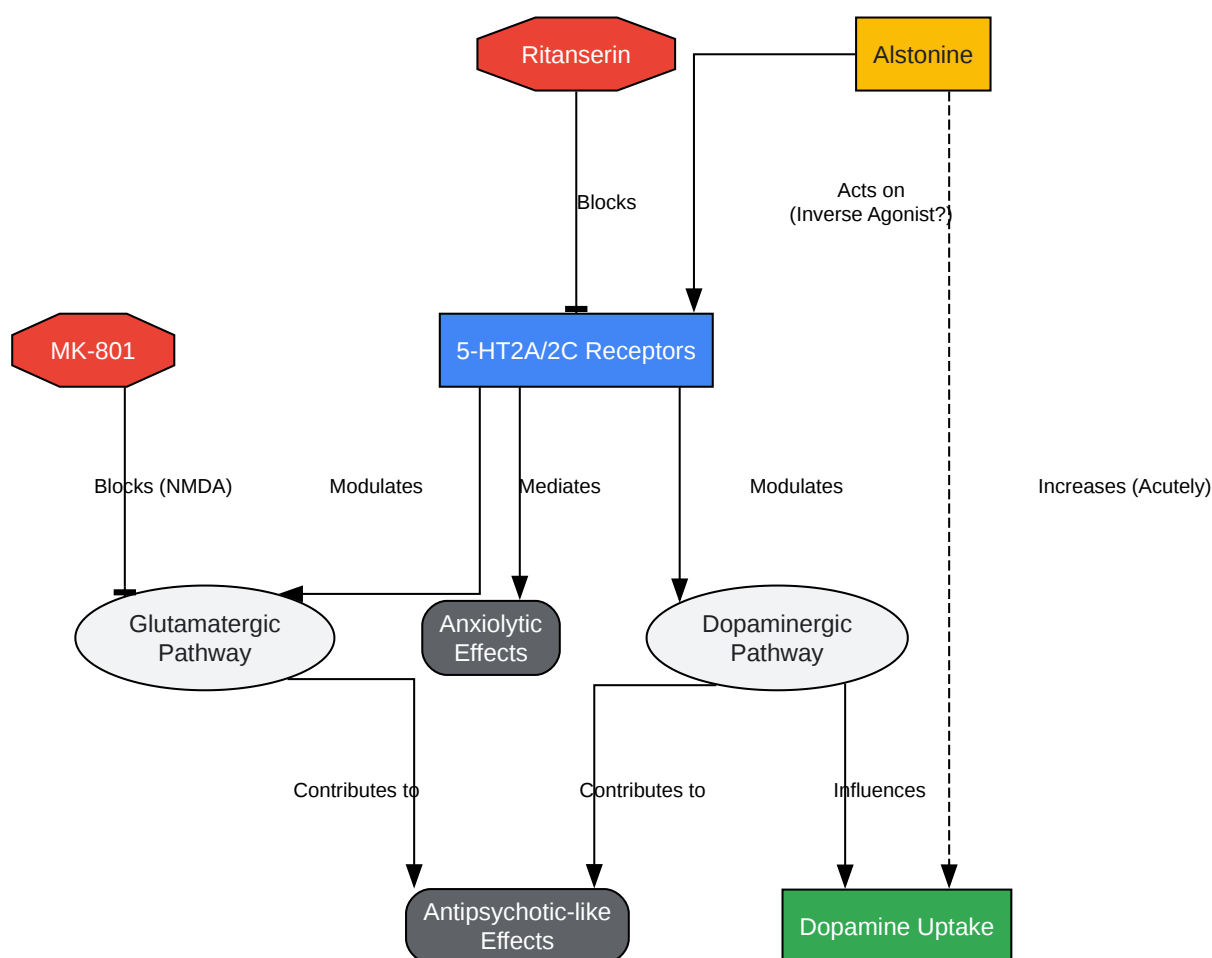 Ritanserin
Alstonine
Acts on
(Inverse Agonist?)
Blocks
MK-801
5-HT2A/2C Receptors
Blocks (NMDA)
Modulates
Mediates
Modulates
Increases (Acutely)
Glutamatergic
Pathway
Anxiolytic
Effects
Dopaminergic
Pathway
Contributes to
Contributes to
Influences
Antipsychotic-like
Effects
Dopamine Uptake